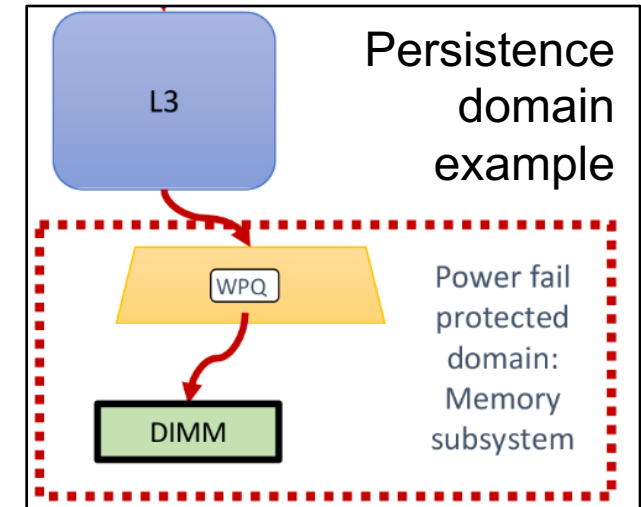 Persistence
domain
example
L3
WPQ
Power fail
protected
domain:
Memory
subsystem
DIMM